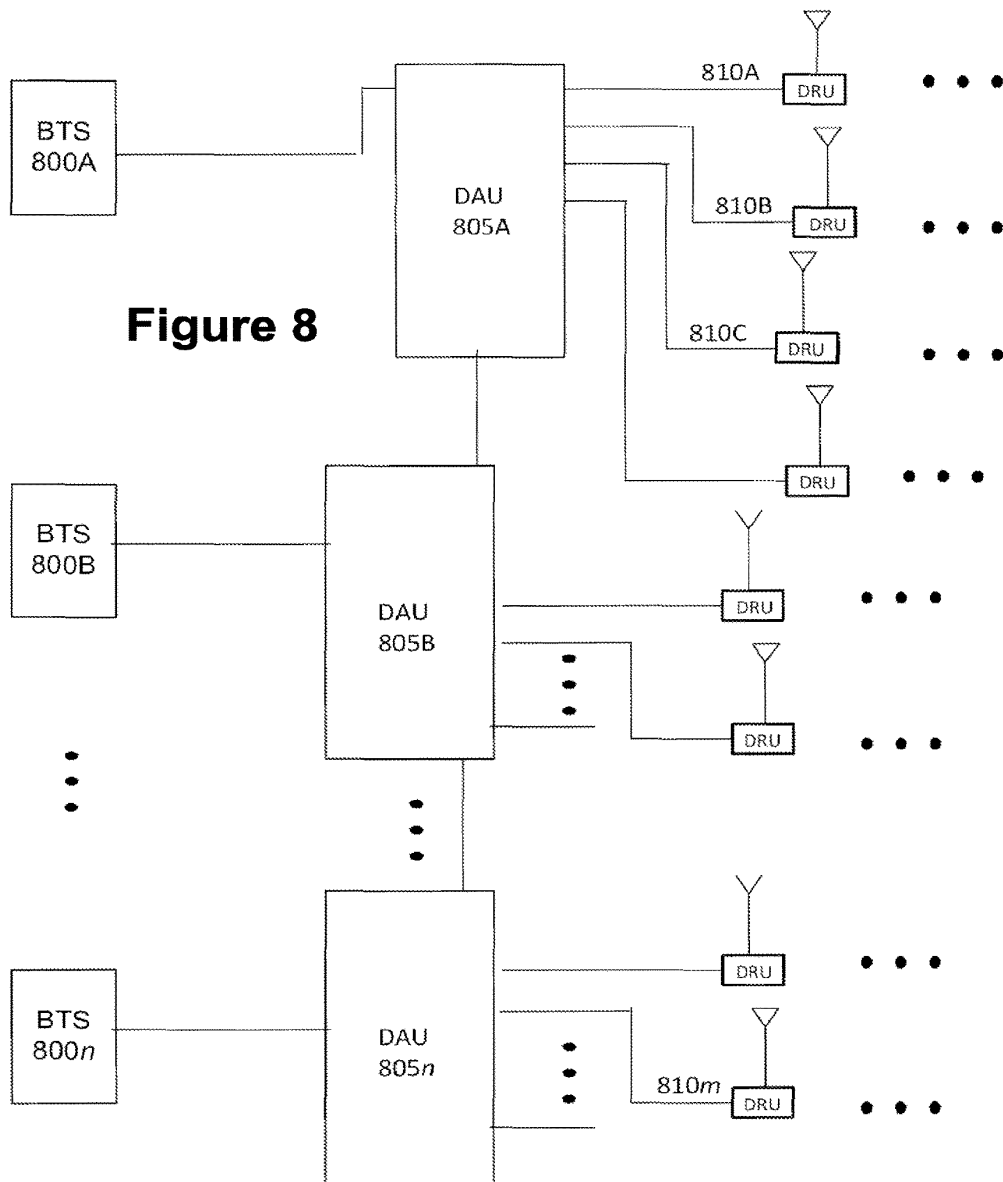 810A
DRU
BTS
800A
DAU
805A
810B
DRU
Figure 8
810C
DRU
DRU
BTS
800B
DAU
805B
DRU
DRU
BTS
800n
DAU
805n
DRU
810m
DRU